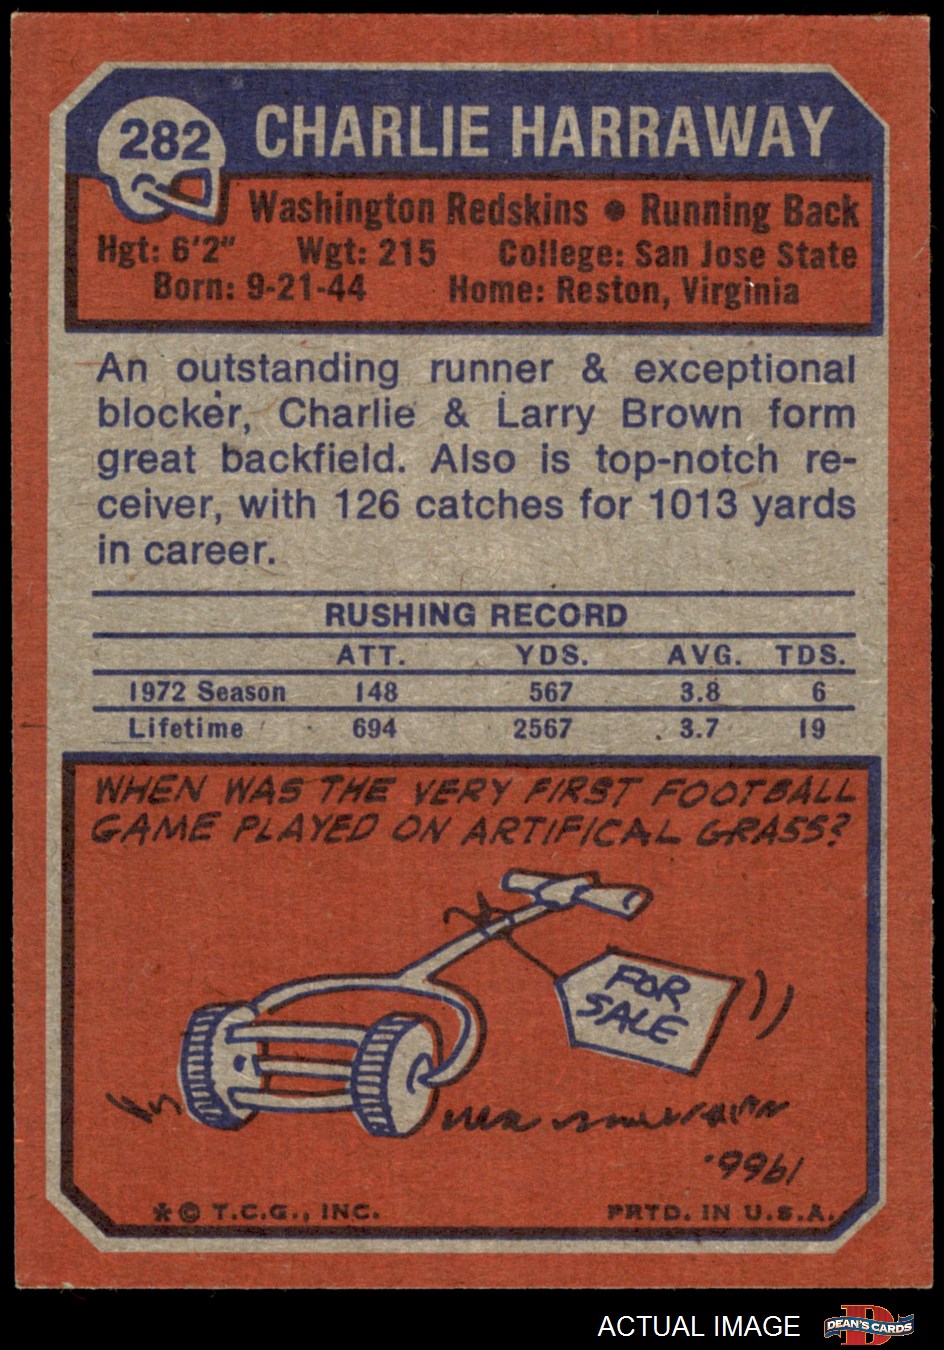 282
CHARLIE HARRAWAY
Washington Redskins • Running Back
Hgt: 6'2" Wgt: 215 College: San Jose State
Born: 9-21-44 Home: Reston, Virginia
An outstanding runner & exceptional
blocker, Charlie & Larry Brown form
great backfield. Also is top-notch re-
ceiver, with 126 catches for 1013 yards
in career.
RUSHING RECORD
ATT. YDS. AVG. TDS.
1972 Season 148 567 3.8 6
Lifetime 694 2567 3.7 19
WHEN WAS THE VERY FIRST FOOTBALL
GAME PLAYED ON ARTIFICAL GRASS?
FOR
SALE
1966.
* © T.C.G., INC. PRTD. IN U.S.A.
ACTUAL IMAGE
D
DEAN'S CARDS